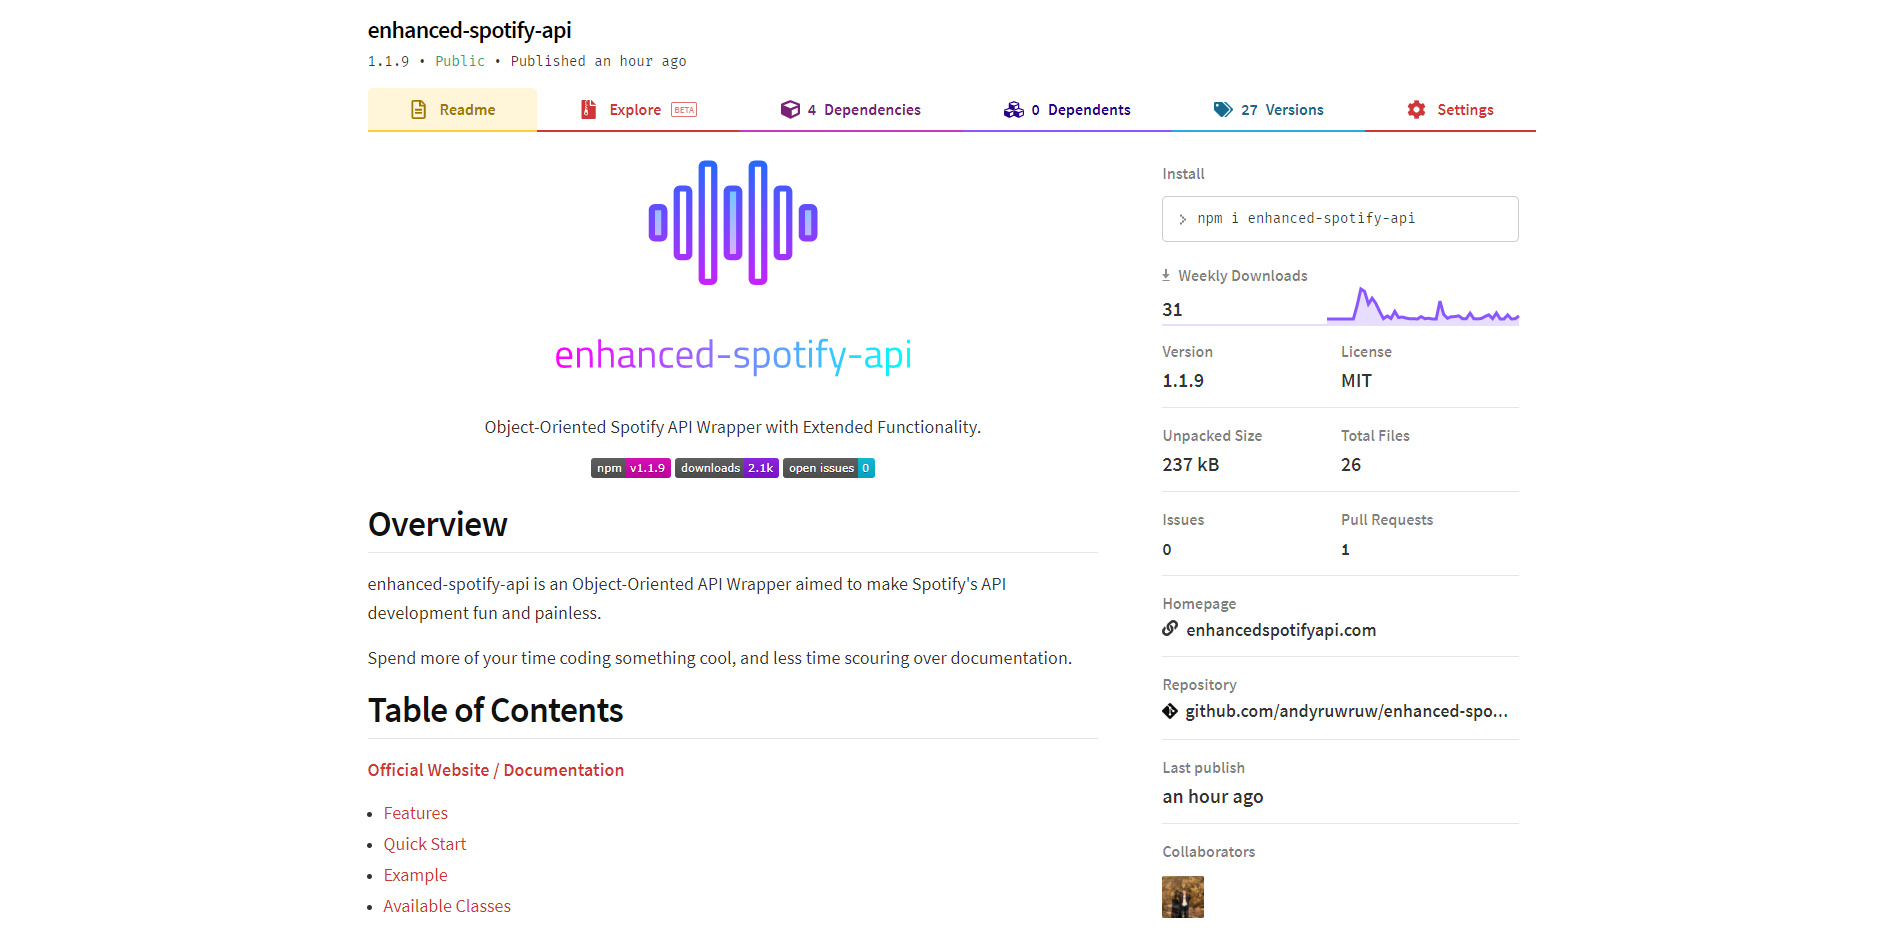 enhanced-spotify-api
1.1.9 • Public • Published an hour ago
Readme
Explore BETA
4 Dependencies
0 Dependents
27 Versions
Settings
enhanced-spotify-api
Object-Oriented Spotify API Wrapper with Extended Functionality.
npm v1.1.9 downloads 2.1k open issues 0
Overview
enhanced-spotify-api is an Object-Oriented API Wrapper aimed to make Spotify's API
development fun and painless.
Spend more of your time coding something cool, and less time scouring over documentation.
Table of Contents
Official Website / Documentation
• Features
• Quick Start
• Example
• Available Classes
Install
> npm i enhanced-spotify-api
Weekly Downloads
31
Version
1.1.9
License
MIT
Unpacked Size
237 kB
Total Files
26
Issues
0
Pull Requests
1
Homepage
enhancedspotifyapi.com
Repository
github.com/andyruwruw/enhanced-spo...
Last publish
an hour ago
Collaborators